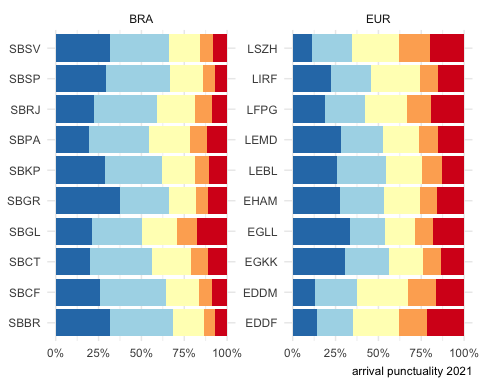 BRA
EUR
SBSV
SBSP
SBRJ
SBPA
SBKP
SBGR
SBGL
SBCT
SBCF
SBBR
LSZH
LIRF
LFPG
LEMD
LEBL
EHAM
EGLL
EGKK
EDDM
EDDF
0% 25% 50% 75% 100%
0% 25% 50% 75% 100%
arrival punctuality 2021